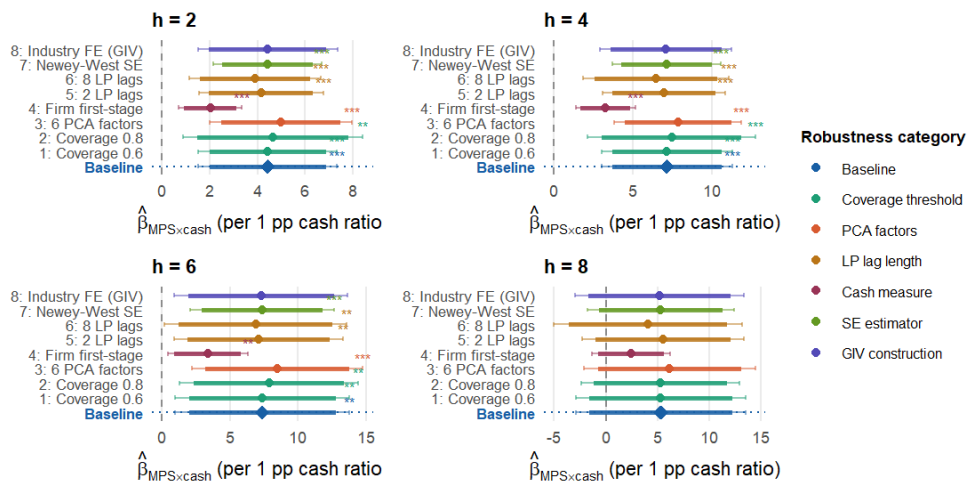 h = 2
8: Industry FE (GIV)
***
7: Newey-West SE
***
6: 8 LP lags
***
5: 2 LP lags
***
4: Firm first-stage
***
3: 6 PCA factors
**
2: Coverage 0.8
***
1: Coverage 0.6
***
Baseline
0 2 4 6 8
β̂MPS×cash (per 1 pp cash ratio
h = 4
8: Industry FE (GIV)
***
7: Newey-West SE
***
6: 8 LP lags
***
5: 2 LP lags
***
4: Firm first-stage
***
3: 6 PCA factors
***
2: Coverage 0.8
***
1: Coverage 0.6
***
Baseline
0 5 10
β̂MPS×cash (per 1 pp cash ratio)
h = 6
8: Industry FE (GIV)
***
7: Newey-West SE
**
6: 8 LP lags
**
5: 2 LP lags
**
4: Firm first-stage
***
3: 6 PCA factors
**
2: Coverage 0.8
**
1: Coverage 0.6
**
Baseline
0 5 10 15
β̂MPS×cash (per 1 pp cash ratio
h = 8
8: Industry FE (GIV)
7: Newey-West SE
6: 8 LP lags
5: 2 LP lags
4: Firm first-stage
3: 6 PCA factors
2: Coverage 0.8
1: Coverage 0.6
Baseline
-5 0 5 10 15
β̂MPS×cash (per 1 pp cash ratio)
Robustness category
Baseline
Coverage threshold
PCA factors
LP lag length
Cash measure
SE estimator
GIV construction